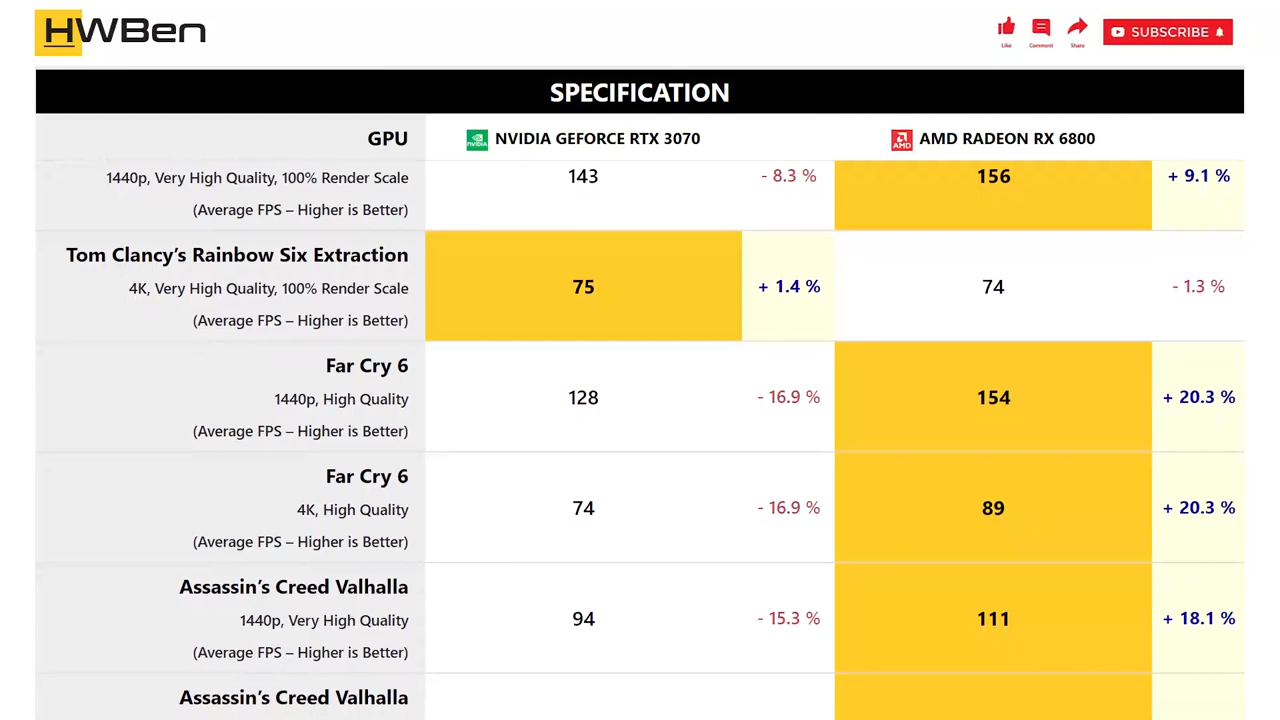 HWBen
Like
Comment
Share
SUBSCRIBE
SPECIFICATION
GPU
NVIDIA
NVIDIA GEFORCE RTX 3070
AMD
AMD RADEON RX 6800
1440p, Very High Quality, 100% Render Scale
(Average FPS – Higher is Better)
143
- 8.3 %
156
+ 9.1 %
Tom Clancy’s Rainbow Six Extraction
4K, Very High Quality, 100% Render Scale
(Average FPS – Higher is Better)
75
+ 1.4 %
74
- 1.3 %
Far Cry 6
1440p, High Quality
(Average FPS – Higher is Better)
128
- 16.9 %
154
+ 20.3 %
Far Cry 6
4K, High Quality
(Average FPS – Higher is Better)
74
- 16.9 %
89
+ 20.3 %
Assassin’s Creed Valhalla
1440p, Very High Quality
(Average FPS – Higher is Better)
94
- 15.3 %
111
+ 18.1 %
Assassin’s Creed Valhalla